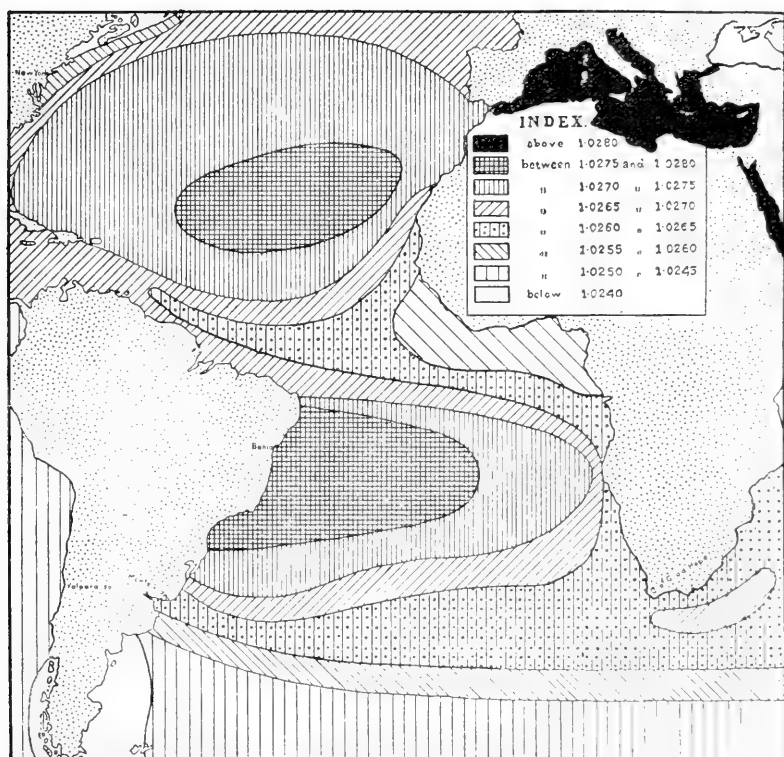 New York
INDEX.
above 1·0280
between 1·0275 and 1·0280
" 1·0270 " 1·0275
" 1·0265 " 1·0270
" 1·0260 " 1·0265
" 1·0255 " 1·0260
" 1·0250 " 1·0245
below 1·0240
Bahia